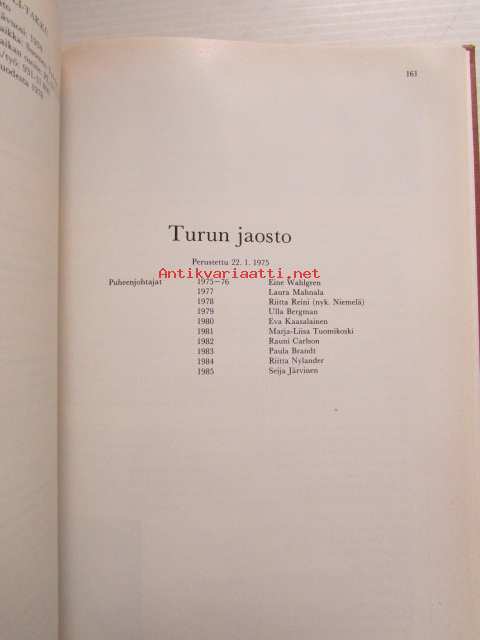 161
Turun jaosto
Perustettu 22. 1. 1975
Antikvariaatti.net
Puheenjohtajat 1975—76 Eine Wahlgren
1977 Laura Mahnala
1978 Riitta Reini (nyk. Niemelä)
1979 Ulla Bergman
1980 Eva Kaasalainen
1981 Marja-Liisa Tuomikoski
1982 Rauni Carlson
1983 Paula Brandt
1984 Riitta Nylander
1985 Seija Järvinen